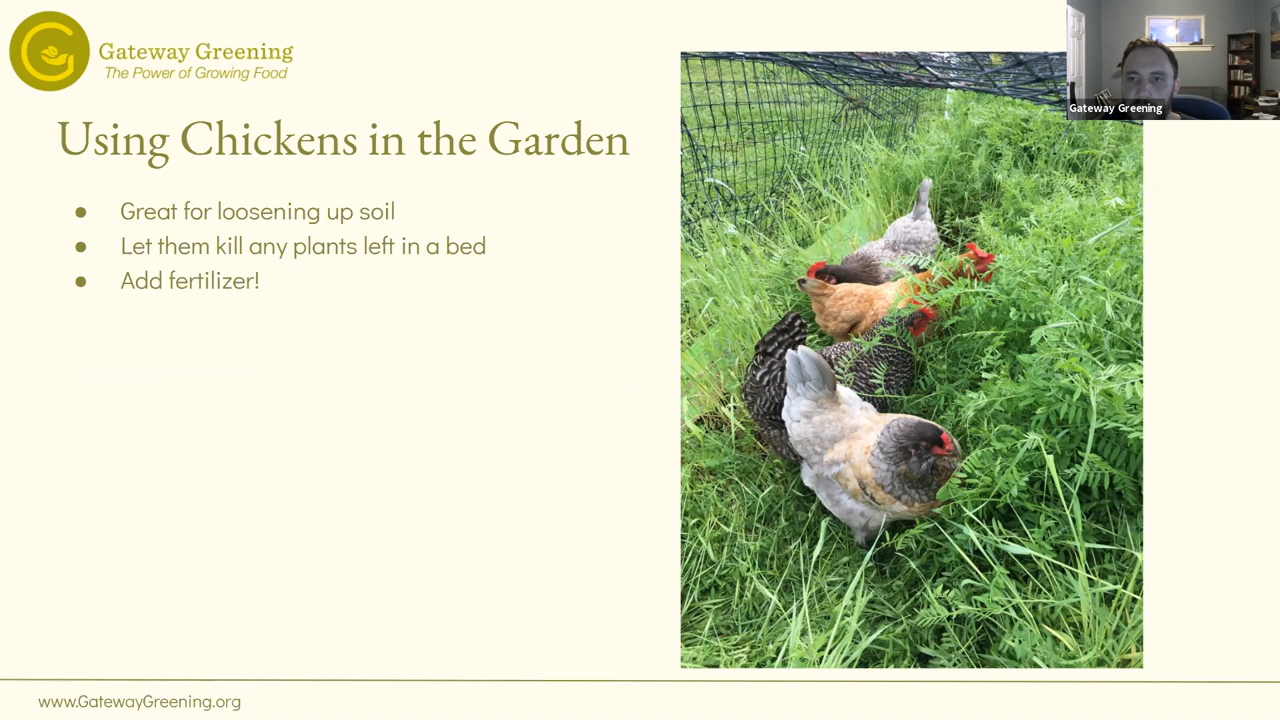 Gateway Greening
The Power of Growing Food
Gateway Greening
Using Chickens in the Garden
● Great for loosening up soil
● Let them kill any plants left in a bed
● Add fertilizer!
www.GatewayGreening.org